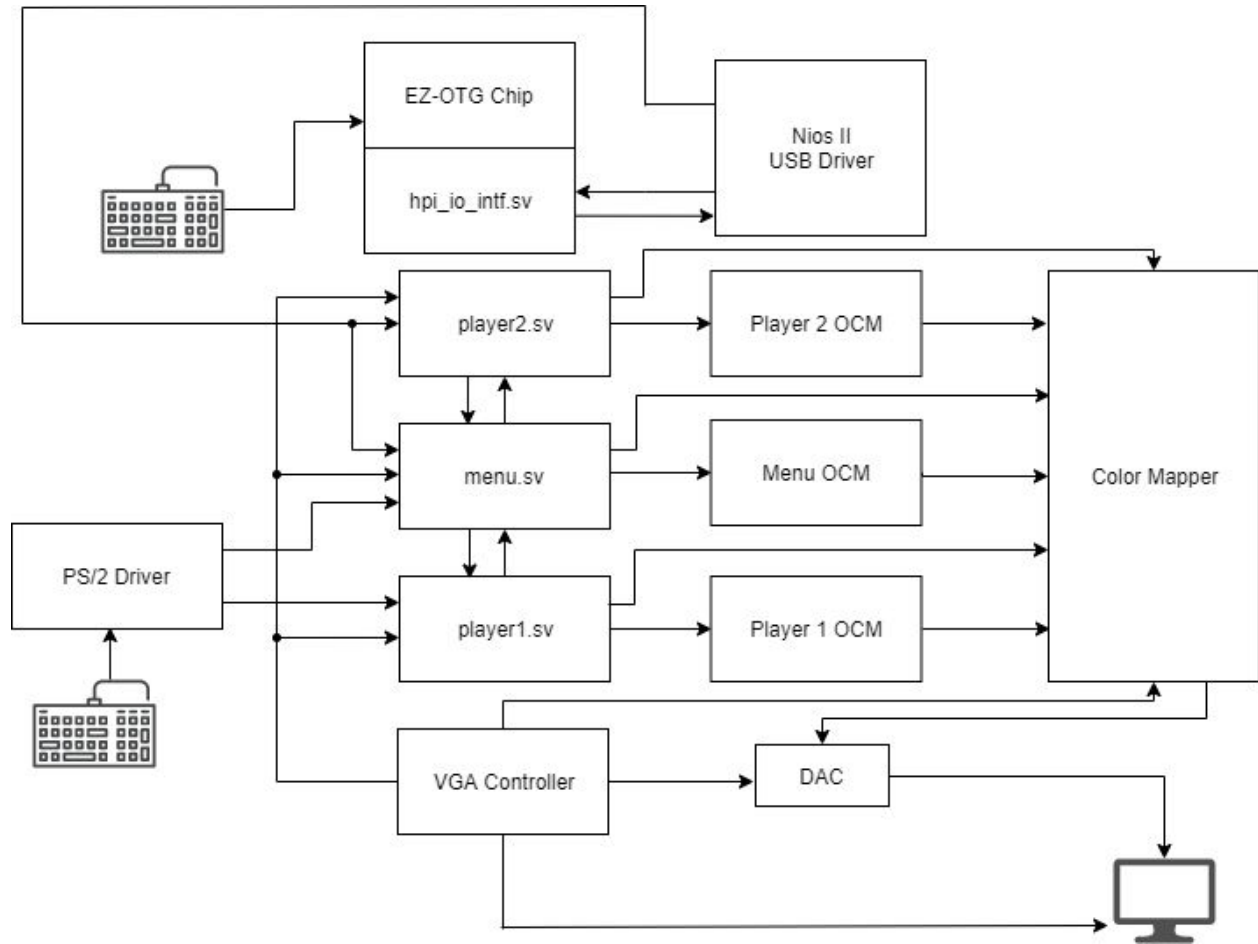 EZ-OTG Chip
Nios II
USB Driver
hpi_io_intf.sv
player2.sv
Player 2 OCM
menu.sv
Menu OCM
Color Mapper
PS/2 Driver
player1.sv
Player 1 OCM
VGA Controller
DAC